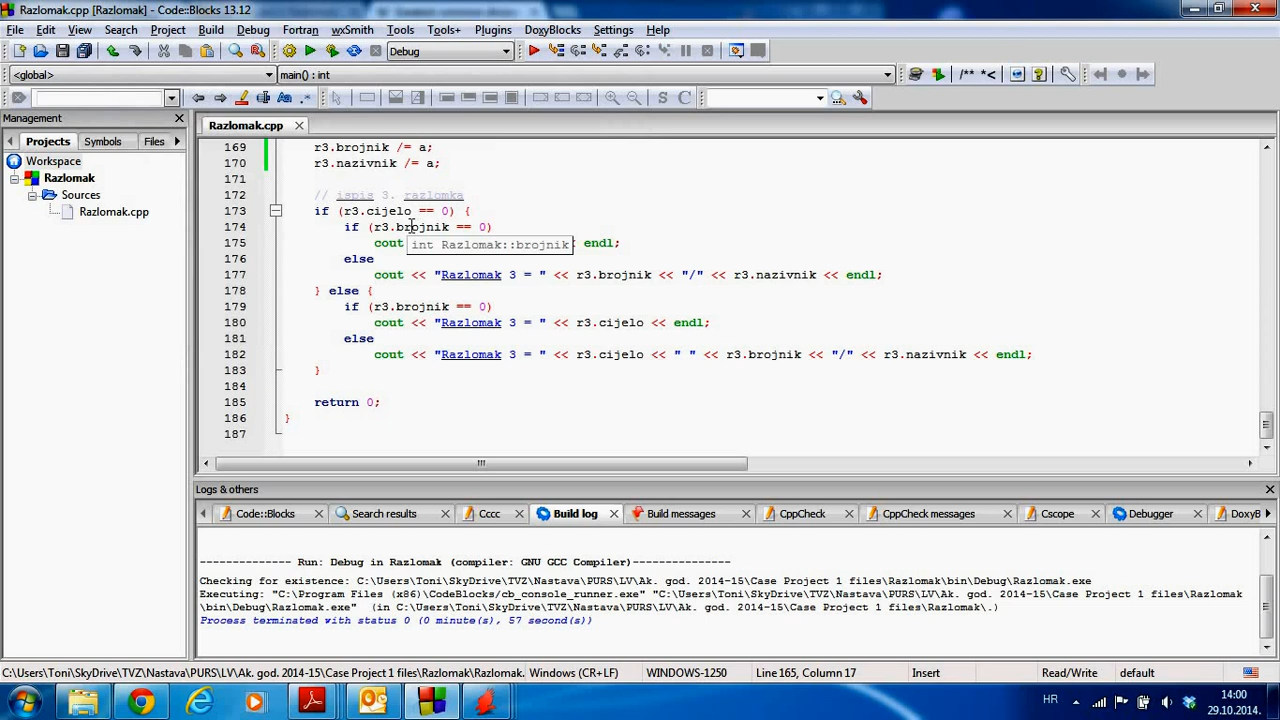 Razlomak.cpp [Razlomak] - Code::Blocks 13.12
File Edit View Search Project Build Debug Fortran wxSmith Tools Tools+ Plugins DoxyBlocks Settings Help
Debug
<global> main() : int
/** *<
Aa .*
S C
Management
Projects Symbols Files
Workspace
Razlomak
Sources
Razlomak.cpp
Razlomak.cpp
169 r3.brojnik /= a;
170 r3.nazivnik /= a;
171
172 // ispis 3. razlomka
173 if (r3.cijelo == 0) {
174 if (r3.brojnik == 0)
175 cout int Razlomak::brojnik endl;
176 else
177 cout << "Razlomak 3 = " << r3.brojnik << "/" << r3.nazivnik << endl;
178 } else {
179 if (r3.brojnik == 0)
180 cout << "Razlomak 3 = " << r3.cijelo << endl;
181 else
182 cout << "Razlomak 3 = " << r3.cijelo << " " << r3.brojnik << "/" << r3.nazivnik << endl;
183 }
184
185 return 0;
186 }
187
Logs & others
Code::Blocks Search results Cccc Build log Build messages CppCheck CppCheck messages Cscope Debugger DoxyB
-------------- Run: Debug in Razlomak (compiler: GNU GCC Compiler)---------------
Checking for existence: C:\Users\Toni\SkyDrive\TVZ\Nastava\PURS\LV\Ak. god. 2014-15\Case Project 1 files\Razlomak\bin\Debug\Razlomak.exe
Executing: "C:\Program Files (x86)\CodeBlocks/cb_console_runner.exe" "C:\Users\Toni\SkyDrive\TVZ\Nastava\PURS\LV\Ak. god. 2014-15\Case Project 1 files\Razlomak
\bin\Debug\Razlomak.exe" (in C:\Users\Toni\SkyDrive\TVZ\Nastava\PURS\LV\Ak. god. 2014-15\Case Project 1 files\Razlomak\.)
Process terminated with status 0 (0 minute(s), 57 second(s))
C:\Users\Toni\SkyDrive\TVZ\Nastava\PURS\LV\Ak. god. 2014-15\Case Project 1 files\Razlomak\Razlomak. Windows (CR+LF) WINDOWS-1250 Line 165, Column 17 Insert Read/Write default
HR
14:00
29.10.2014.